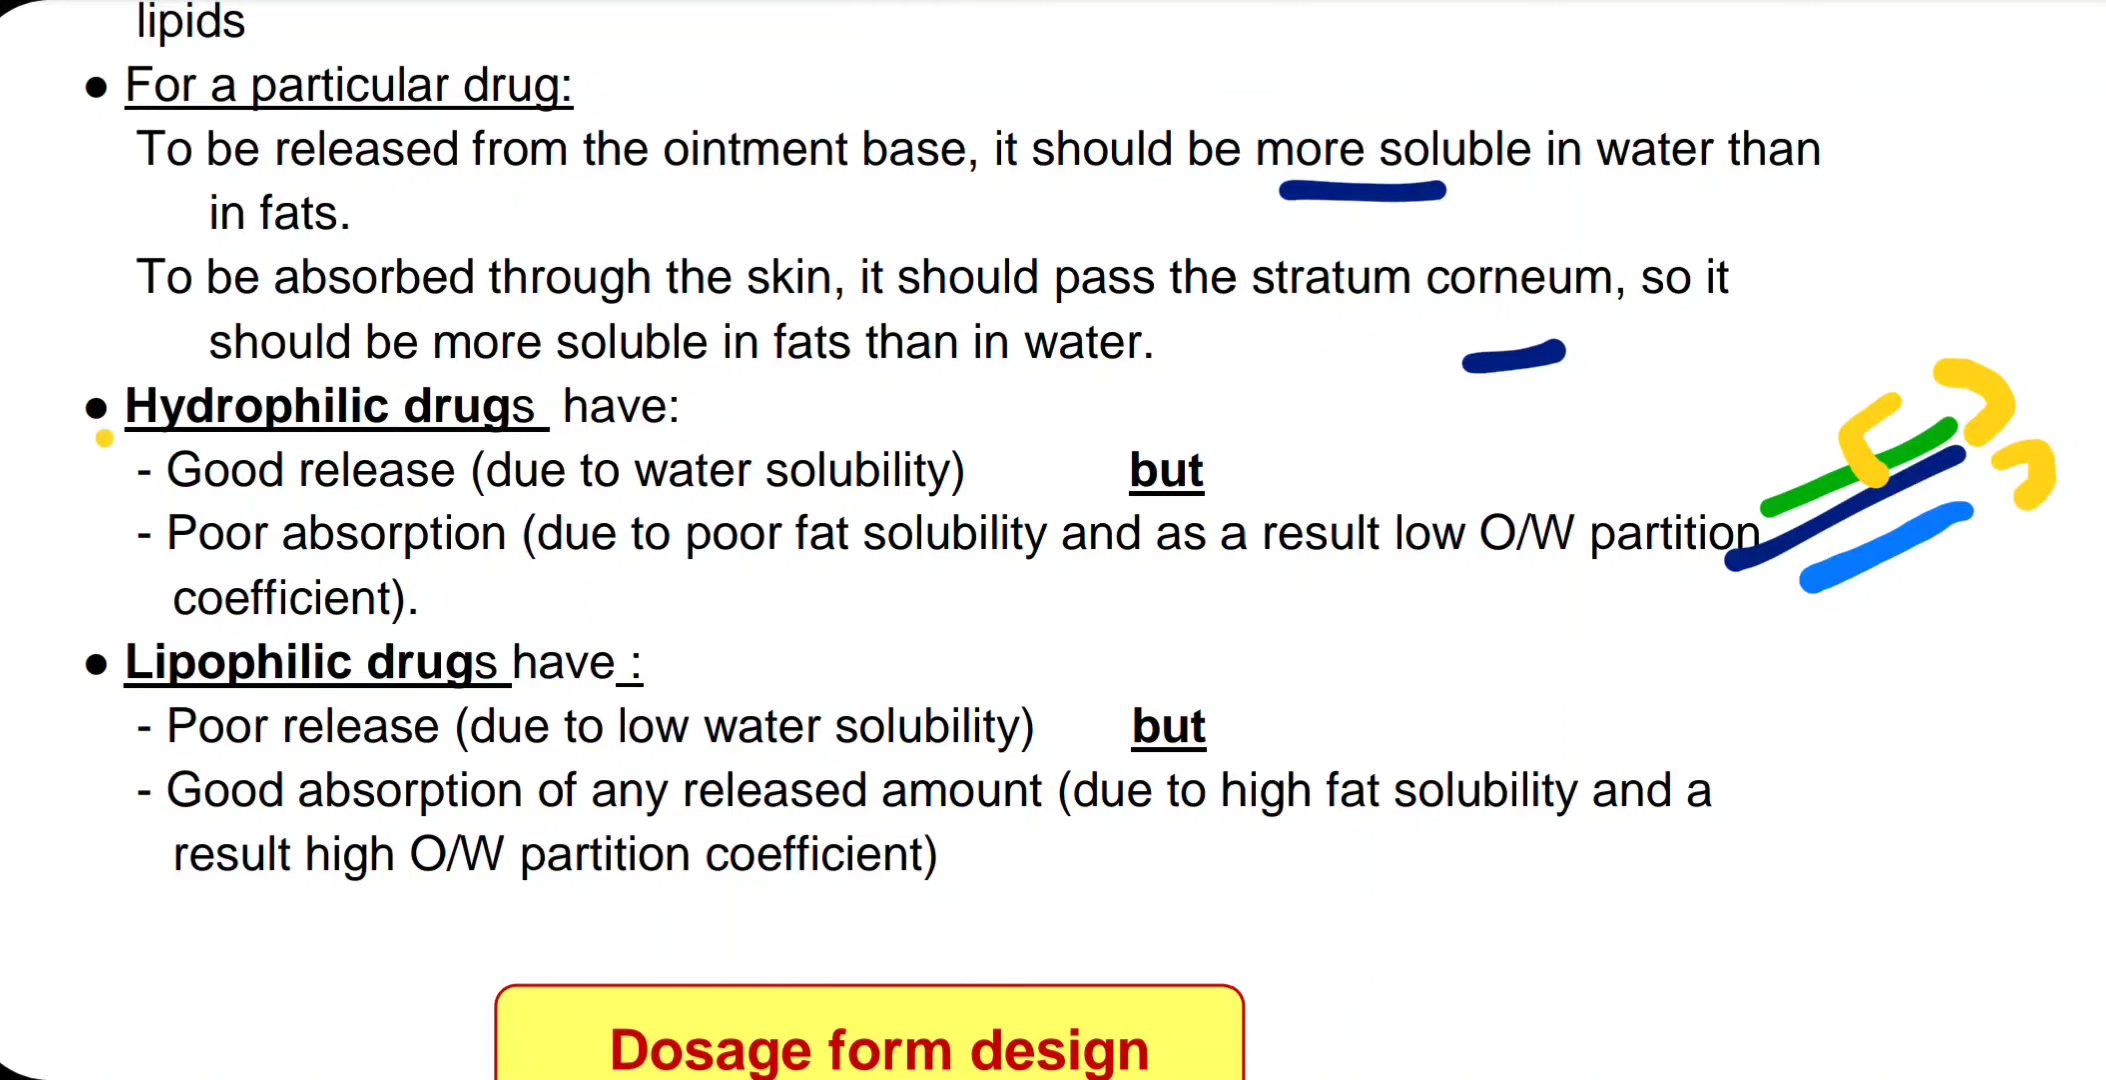 lipids
● For a particular drug:
To be released from the ointment base, it should be more soluble in water than
in fats.
To be absorbed through the skin, it should pass the stratum corneum, so it
should be more soluble in fats than in water.
● Hydrophilic drugs have:
- Good release (due to water solubility) but
- Poor absorption (due to poor fat solubility and as a result low O/W partition
coefficient).
● Lipophilic drugs have :
- Poor release (due to low water solubility) but
- Good absorption of any released amount (due to high fat solubility and a
result high O/W partition coefficient)
Dosage form design